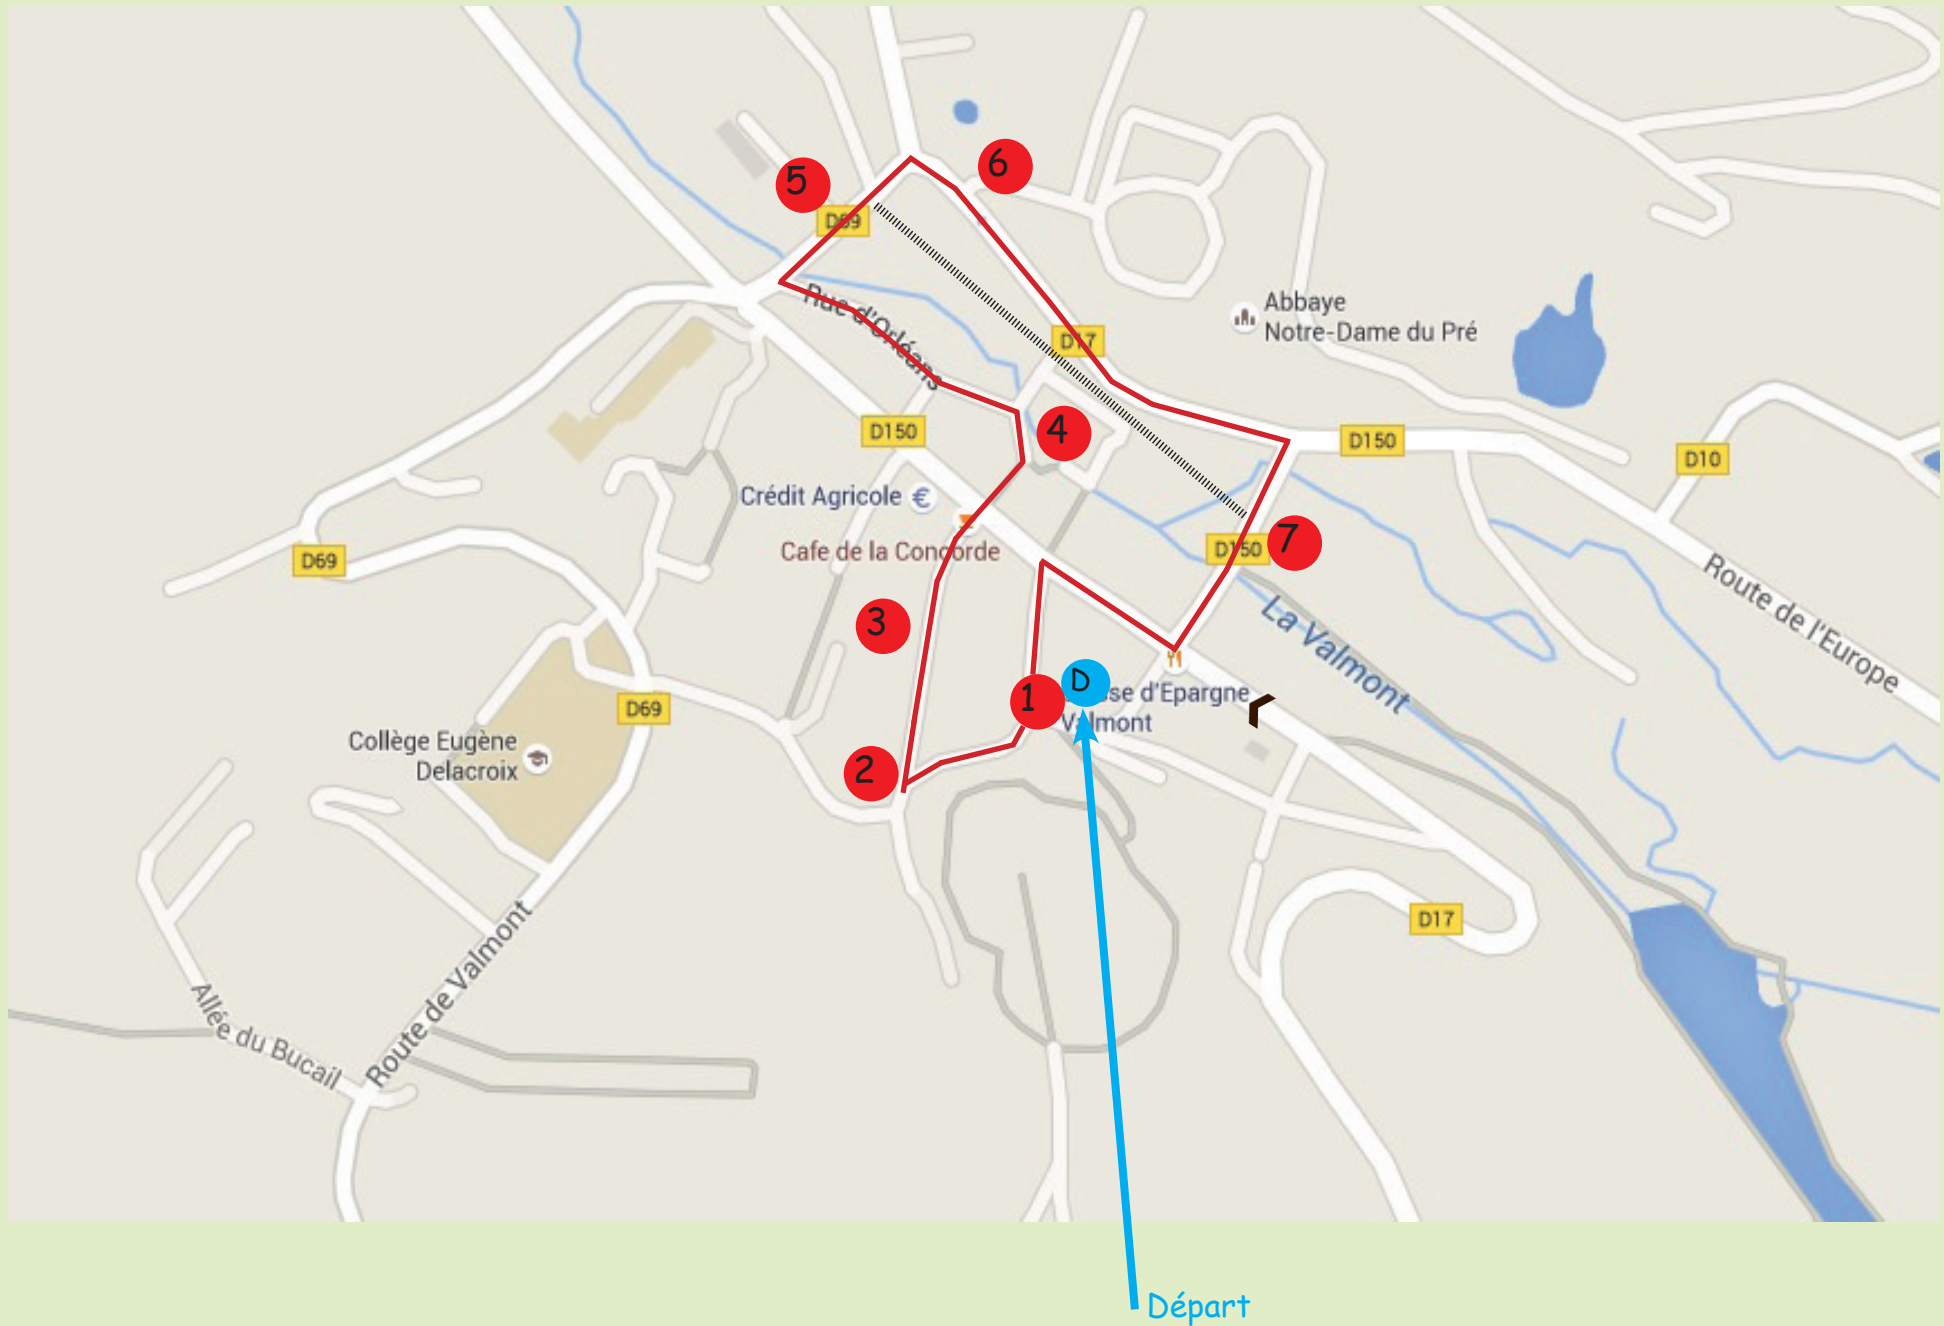 6
5
D69
Abbaye
Notre-Dame du Pré
Rue d'Orléans
D17
4
D150
D150
D10
Crédit Agricole €
Cafe de la Concorde
D69
7
D150
Route de l'Europe
La Valmont
3
D
1
d'Epargne
Valmont
D69
Collège Eugène
Delacroix
2
D17
Route de Valmont
Allée du Bucail
Départ